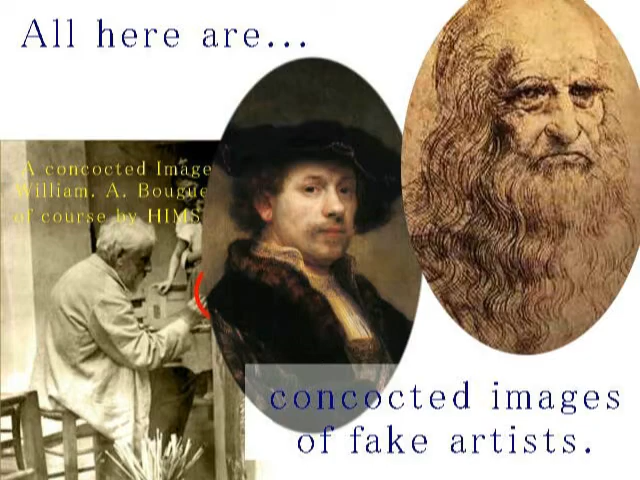 All here are...
A concocted Image
William. A. Bougue
of course by HIMS
concocted images
of fake artists.